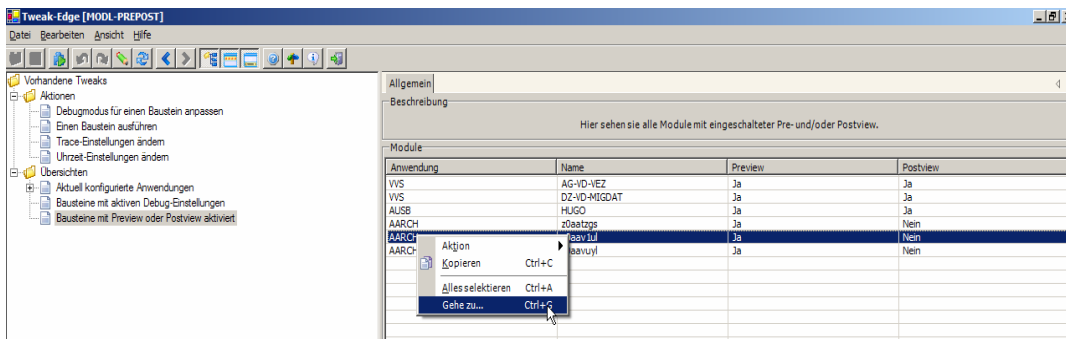 Tweak-Edge [MODL-PREPOST]
Datei Bearbeiten Ansicht Hilfe
Vorhandene Tweaks
Aktionen
Debugmodus für einen Baustein anpassen
Einen Baustein ausführen
Trace-Einstellungen ändern
Uhrzeit-Einstellungen ändern
Übersichten
Aktuell konfigurierte Anwendungen
Bausteine mit aktiven Debug-Einstellungen
Bausteine mit Preview oder Postview aktiviert
Allgemein
Beschreibung
Hier sehen sie alle Module mit eingeschalteter Pre- und/oder Postview.
Module
Anwendung Name Preview Postview
VVS AG-VD-VEZ Ja Ja
VVS DZ-VD-MIGDAT Ja Ja
AUSB HUGO Ja Ja
AARCH z0aatzgs Ja Nein
AARCH Ja Nein
AARCH Ja Nein
Aktion
Kopieren Ctrl+C
Alles selektieren Ctrl+A
Gehe zu... Ctrl+G